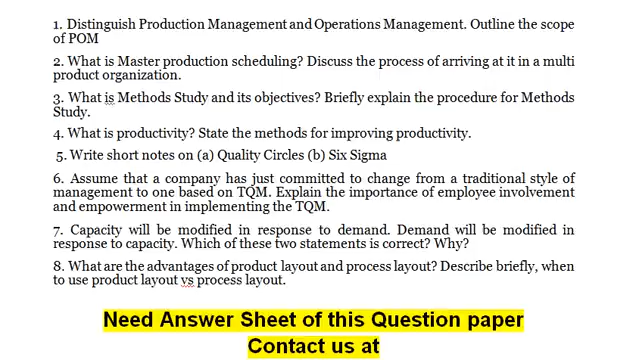 1. Distinguish Production Management and Operations Management. Outline the scope
of POM
2. What is Master production scheduling? Discuss the process of arriving at it in a multi
product organization.
3. What is Methods Study and its objectives? Briefly explain the procedure for Methods
Study.
4. What is productivity? State the methods for improving productivity.
5. Write short notes on (a) Quality Circles (b) Six Sigma
6. Assume that a company has just committed to change from a traditional style of
management to one based on TQM. Explain the importance of employee involvement
and empowerment in implementing the TQM.
7. Capacity will be modified in response to demand. Demand will be modified in
response to capacity. Which of these two statements is correct? Why?
8. What are the advantages of product layout and process layout? Describe briefly, when
to use product layout vs process layout.
Need Answer Sheet of this Question paper
Contact us at